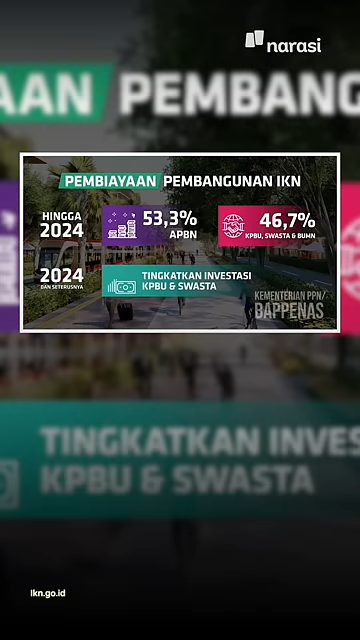 narasi
AAN PEMBANG
PEMBIAYAAN PEMBANGUNAN IKN
HINGGA
2024
53,3%
APBN
46,7%
KPBU, SWASTA & BUMN
2024
DAN SETERUSNYA
TINGKATKAN INVESTASI
KPBU & SWASTA
KEMENTERIAN PPN/
BAPPENAS
TINGKATKAN INVES
KPBU & SWASTA
Ikn.go.id